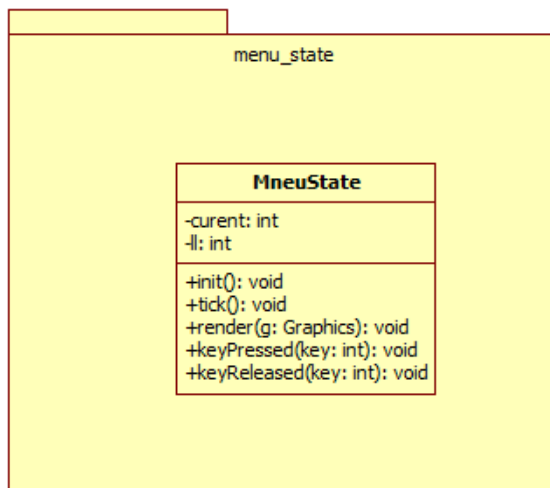 menu_state
MneuState
-curent: int
-ll: int
+init(): void
+tick(): void
+render(g: Graphics): void
+keyPressed(key: int): void
+keyReleased(key: int): void